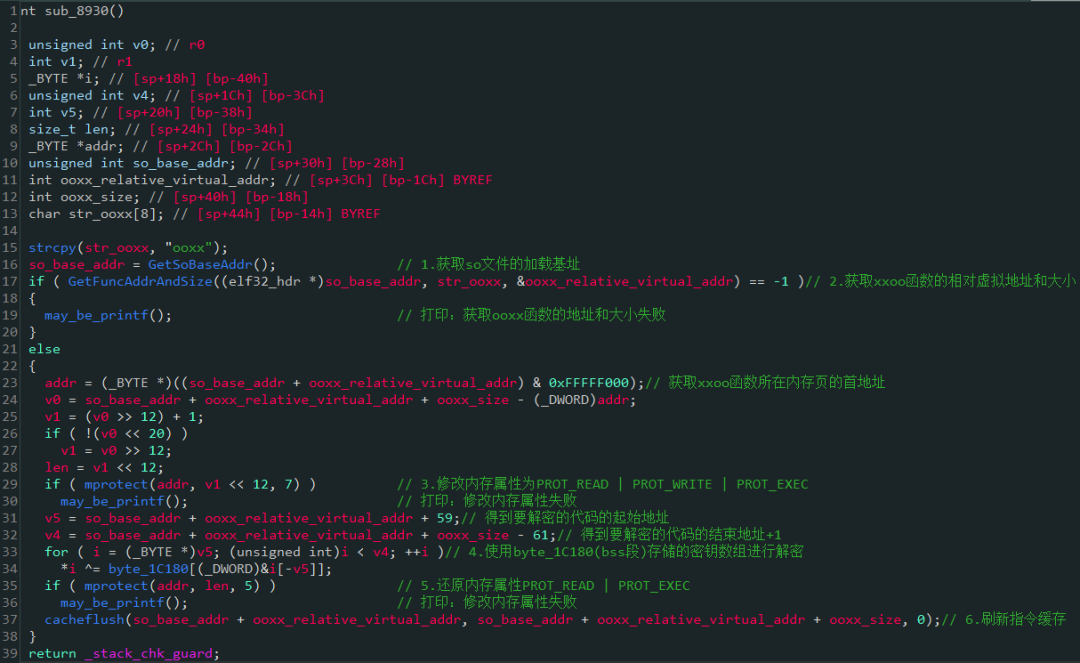 1 nt sub_8930()
2
3 unsigned int v0; // r0
4 int v1; // r1
5 _BYTE *i; // [sp+18h] [bp-40h]
6 unsigned int v4; // [sp+1Ch] [bp-3Ch]
7 int v5; // [sp+20h] [bp-38h]
8 size_t len; // [sp+24h] [bp-34h]
9 _BYTE *addr; // [sp+2Ch] [bp-2Ch]
10 unsigned int so_base_addr; // [sp+30h] [bp-28h]
11 int ooxx_relative_virtual_addr; // [sp+3Ch] [bp-1Ch] BYREF
12 int ooxx_size; // [sp+40h] [bp-18h]
13 char str_ooxx[8]; // [sp+44h] [bp-14h] BYREF
14
15 strcpy(str_ooxx, "ooxx");
16 so_base_addr = GetSoBaseAddr(); // 1.获取so文件的加载基址
17 if ( GetFuncAddrAndSize((elf32_hdr *)so_base_addr, str_ooxx, &ooxx_relative_virtual_addr) == -1 )// 2.获取xxoo函数的相对虚拟地址和大小
18 {
19 may_be_printf(); // 打印：获取ooxx函数的地址和大小失败
20 }
21 else
22 {
23 addr = (_BYTE *)((so_base_addr + ooxx_relative_virtual_addr) & 0xFFFFF000);// 获取xxoo函数所在内存页的首地址
24 v0 = so_base_addr + ooxx_relative_virtual_addr + ooxx_size - (_DWORD)addr;
25 v1 = (v0 >> 12) + 1;
26 if ( !(v0 << 20) )
27 v1 = v0 >> 12;
28 len = v1 << 12;
29 if ( mprotect(addr, v1 << 12, 7) ) // 3.修改内存属性为PROT_READ | PROT_WRITE | PROT_EXEC
30 may_be_printf(); // 打印：修改内存属性失败
31 v5 = so_base_addr + ooxx_relative_virtual_addr + 59;// 得到要解密的代码的起始地址
32 v4 = so_base_addr + ooxx_relative_virtual_addr + ooxx_size - 61;// 得到要解密的代码的结束地址+1
33 for ( i = (_BYTE *)v5; (unsigned int)i < v4; ++i )// 4.使用byte_1C180(bss段)存储的密钥数组进行解密
34 *i ^= byte_1C180[(_DWORD)&i[-v5]];
35 if ( mprotect(addr, len, 5) ) // 5.还原内存属性PROT_READ | PROT_EXEC
36 may_be_printf(); // 打印：修改内存属性失败
37 cacheflush(so_base_addr + ooxx_relative_virtual_addr, so_base_addr + ooxx_relative_virtual_addr + ooxx_size, 0);// 6.刷新指令缓存
38 }
39 return _stack_chk_guard;